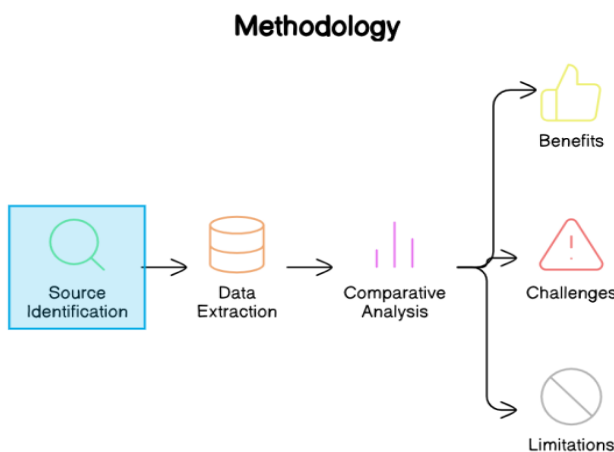 Methodology
Benefits
Source
Identification
Data
Extraction
Comparative
Analysis
Challenges
Limitations